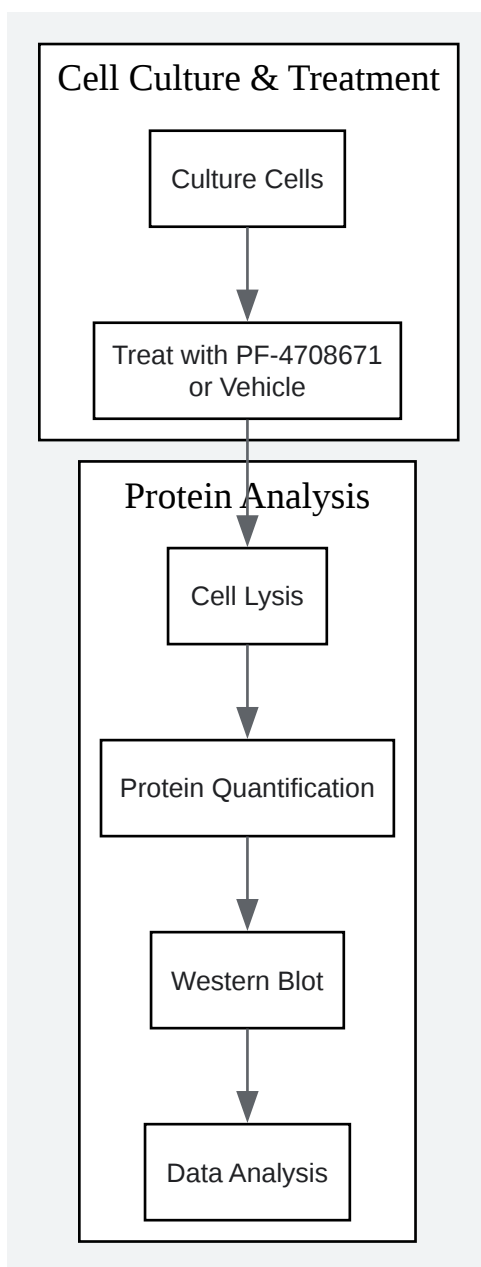 Cell Culture & Treatment
Culture Cells
Treat with PF-4708671
or Vehicle
Protein Analysis
Cell Lysis
Protein Quantification
Western Blot
Data Analysis